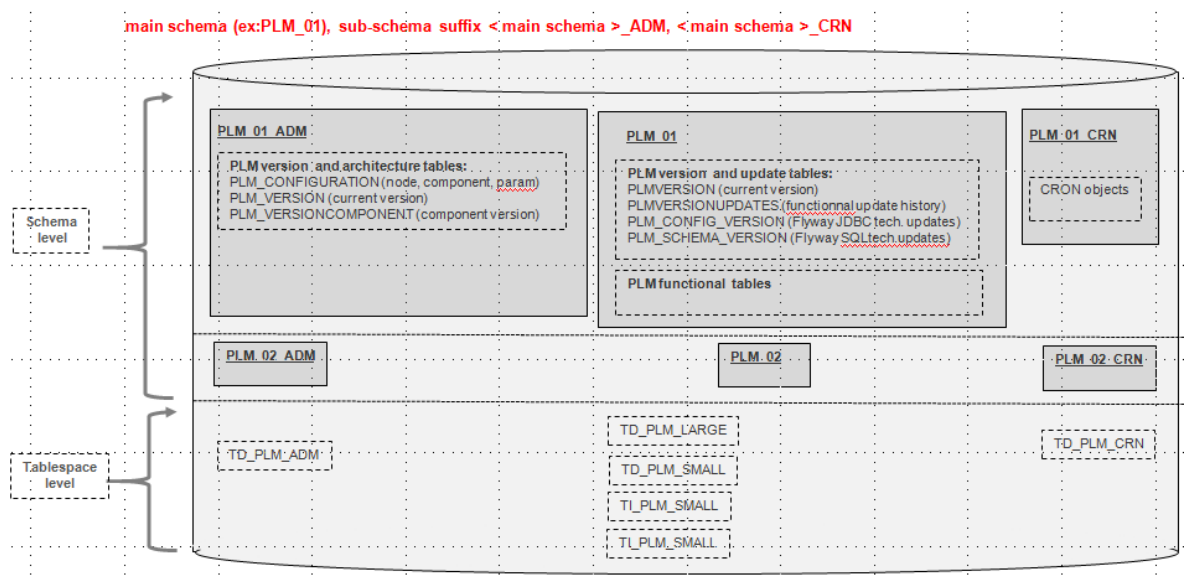 main schema (ex:PLM_01), sub-schema suffix < main schema >_ADM, < main schema >_CRN
PLM_01_ADM
PLM version and architecture tables:
PLM_CONFIGURATION (node, component, param)
PLM_VERSION (current version)
PLM_VERSIONCOMPONENT (component version)
PLM_01
PLM version and update tables:
PLMVERSION (current version)
PLMVERSIONUPDATES (functionnal update history)
PLM_CONFIG_VERSION (Flyway JDBC tech. updates)
PLM_SCHEMA_VERSION (Flyway SQL tech. updates)
PLM functional tables
PLM_01_CRN
CRON objects
Schema
level
PLM_02_ADM
PLM_02
PLM_02_CRN
Tablespace
level
TD_PLM_ADM
TD_PLM_LARGE
TD_PLM_SMALL
TI_PLM_SMALL
TI_PLM_SMALL
TD_PLM_CRN